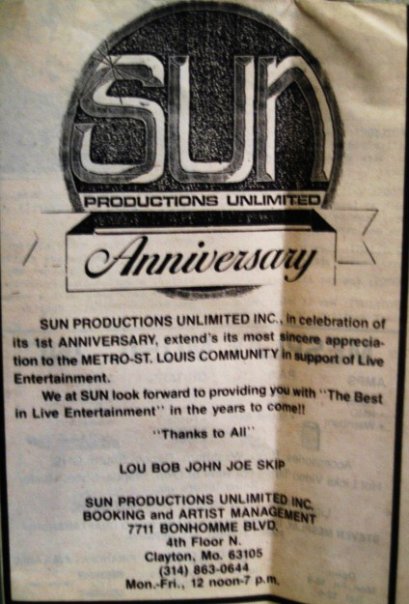 sun
PRODUCTIONS UNLIMITED
Anniversary
SUN PRODUCTIONS UNLIMITED INC., in celebration of
its 1st ANNIVERSARY, extend's its most sincere apprecia-
tion to the METRO-ST. LOUIS COMMUNITY in support of Live
Entertainment.
We at SUN look forward to providing you with "The Best
in Live Entertainment" in the years to come!!
"Thanks to All"
LOU BOB JOHN JOE SKIP
SUN PRODUCTIONS UNLIMITED INC.
BOOKING and ARTIST MANAGEMENT
7711 BONHOMME BLVD.
4th Floor N.
Clayton, Mo. 63105
(314) 863-0644
Mon.-Fri., 12 noon-7 p.m.